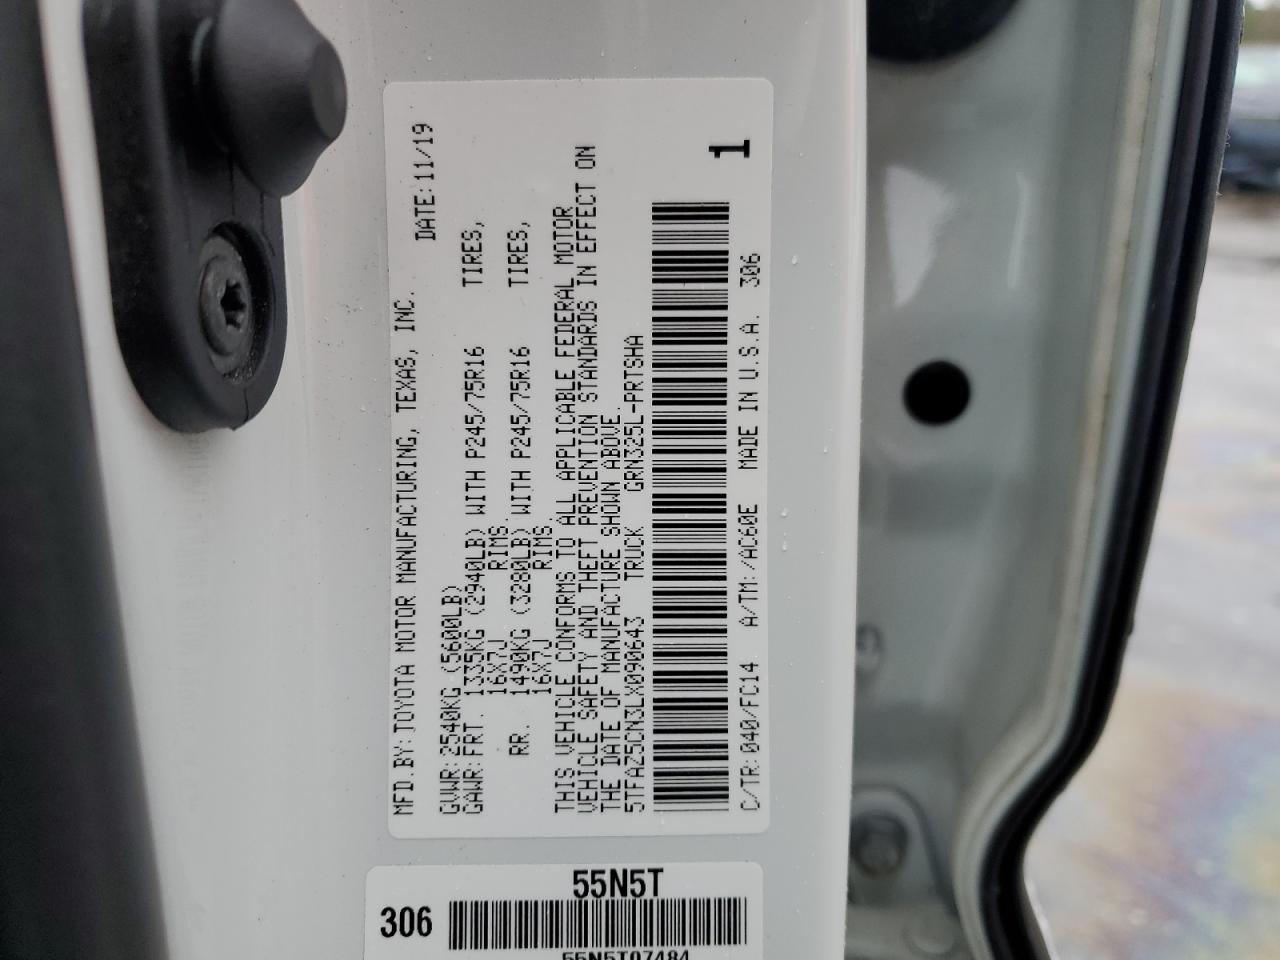 MFD.BY:TOYOTA MOTOR MANUFACTURING, TEXAS, INC.
DATE:11/19
GVWR:2540KG (5600LB)
GAWR:FRT. 1335KG (2940LB) WITH P245/75R16 TIRES,
16X7J RIMS
RR. 1490KG (3280LB) WITH P245/75R16 TIRES,
16X7J RIMS
THIS VEHICLE CONFORMS TO ALL APPLICABLE FEDERAL MOTOR
VEHICLE SAFETY AND THEFT PREVENTION STANDARDS IN EFFECT ON
THE DATE OF MANUFACTURE SHOWN ABOVE.
5TFAZ5CN3LX090643 TRUCK GRN325L-PRTSHA
1
C/TR:040/FC14 A/TM:/AC60E MADE IN U.S.A. 306
55N5T
306
55N5T07484